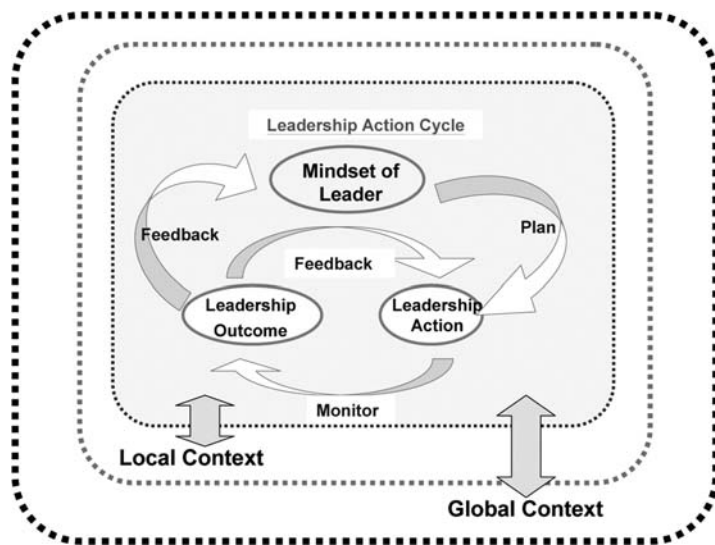 Leadership Action Cycle
Mindset of
Leader
Feedback
Plan
Feedback
Leadership
Outcome
Leadership
Action
Monitor
Local Context
Global Context